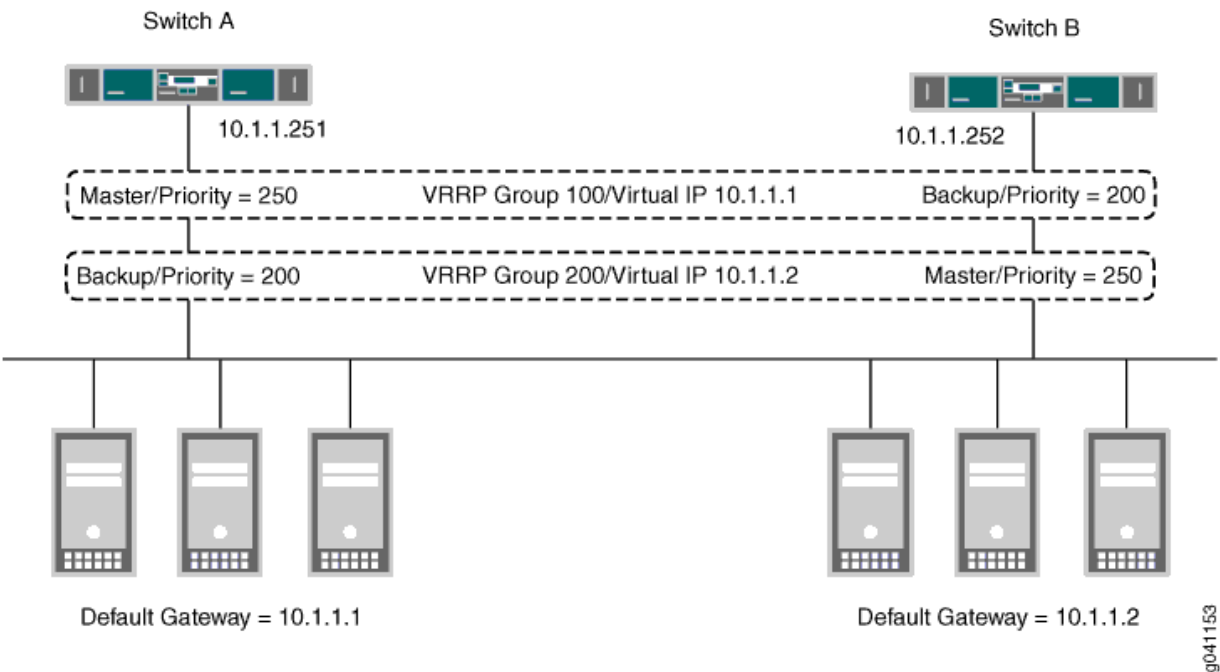 Switch A
Switch B
10.1.1.251
10.1.1.252
Master/Priority = 250 VRRP Group 100/Virtual IP 10.1.1.1 Backup/Priority = 200
Backup/Priority = 200 VRRP Group 200/Virtual IP 10.1.1.2 Master/Priority = 250
Default Gateway = 10.1.1.1 Default Gateway = 10.1.1.2
g041153